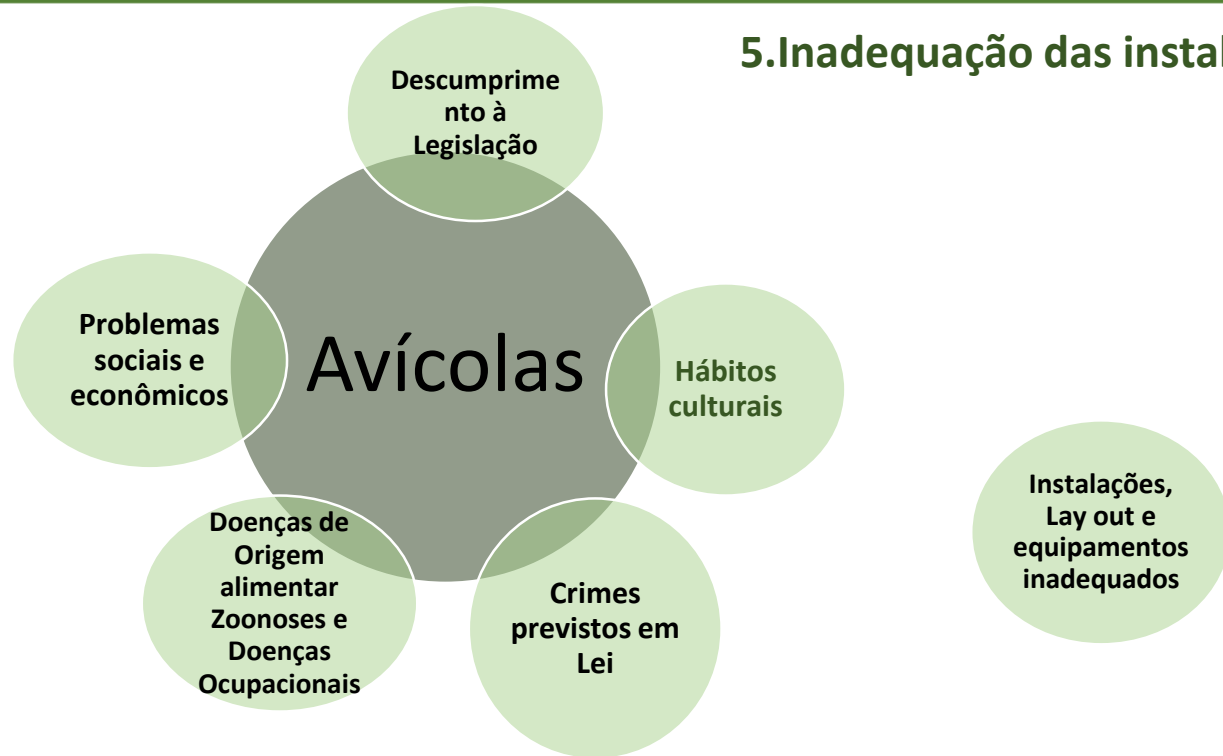 5.Inadequação das instal
Descumprime
nto à
Legislação
Problemas
sociais e
econômicos
Avícolas
Hábitos
culturais
Doenças de
Origem
alimentar
Zoonoses e
Doenças
Ocupacionais
Crimes
previstos em
Lei
Instalações,
Lay out e
equipamentos
inadequados